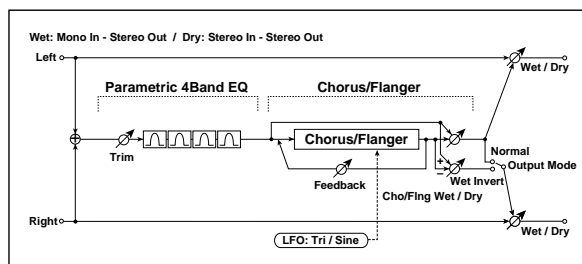 Wet: Mono In - Stereo Out / Dry: Stereo In - Stereo Out
Left
Wet / Dry
Parametric 4Band EQ
Chorus/Flanger
Chorus/Flanger
Trim
Normal
Output Mode
+
−
Wet Invert
Feedback
Cho/Flng Wet / Dry
Right
LFO: Tri / Sine
Wet / Dry